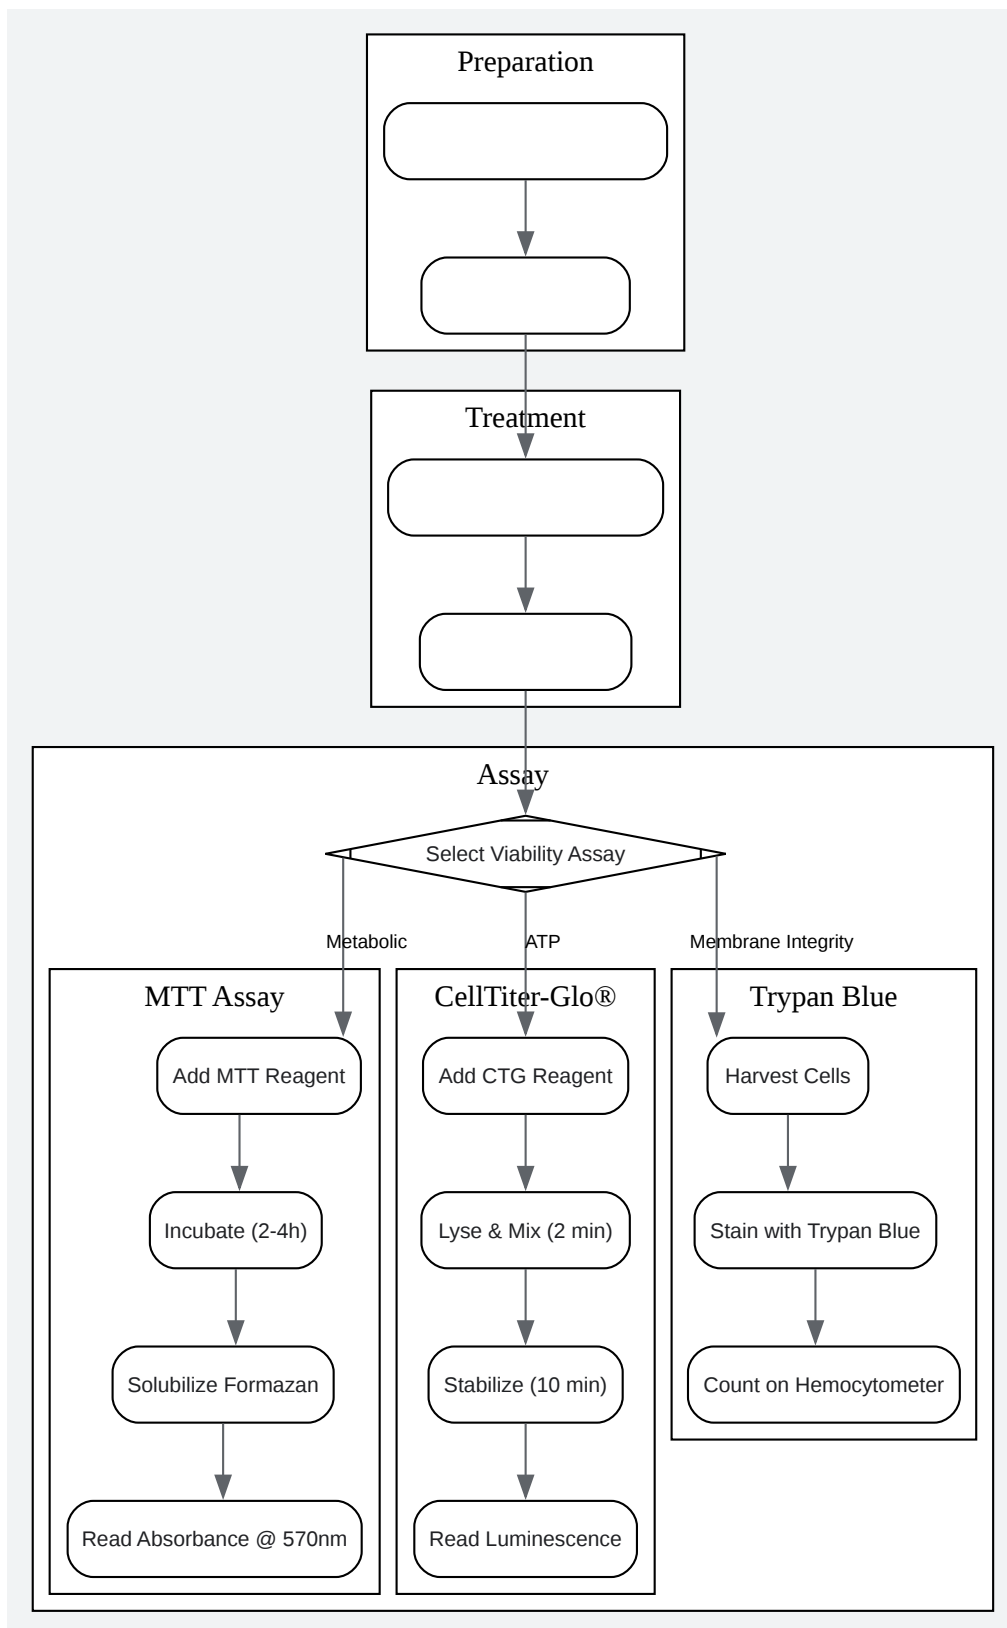 Preparation
Treatment
Assay
Select Viability Assay
Metabolic
ATP
Membrane Integrity
MTT Assay
CellTiter-Glo®
Trypan Blue
Add MTT Reagent
Add CTG Reagent
Harvest Cells
Incubate (2-4h)
Lyse & Mix (2 min)
Stain with Trypan Blue
Solubilize Formazan
Stabilize (10 min)
Count on Hemocytometer
Read Absorbance @ 570nm
Read Luminescence